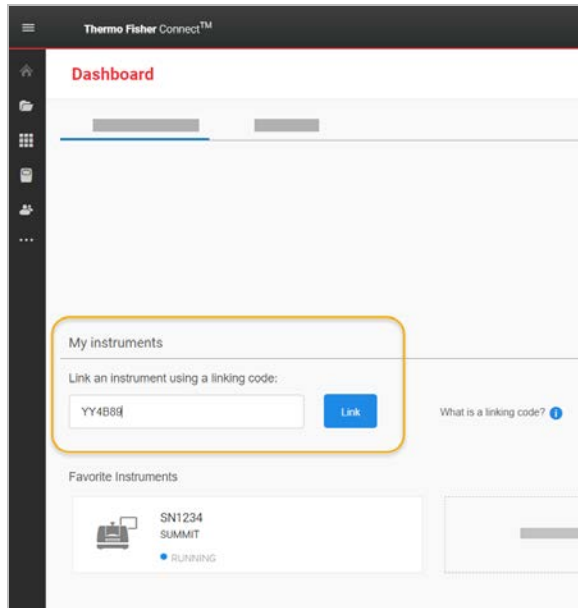 Thermo Fisher Connect™
Dashboard
My instruments
Link an instrument using a linking code:
YY4B89
Link
What is a linking code?
Favorite Instruments
SN1234
SUMMIT
RUNNING